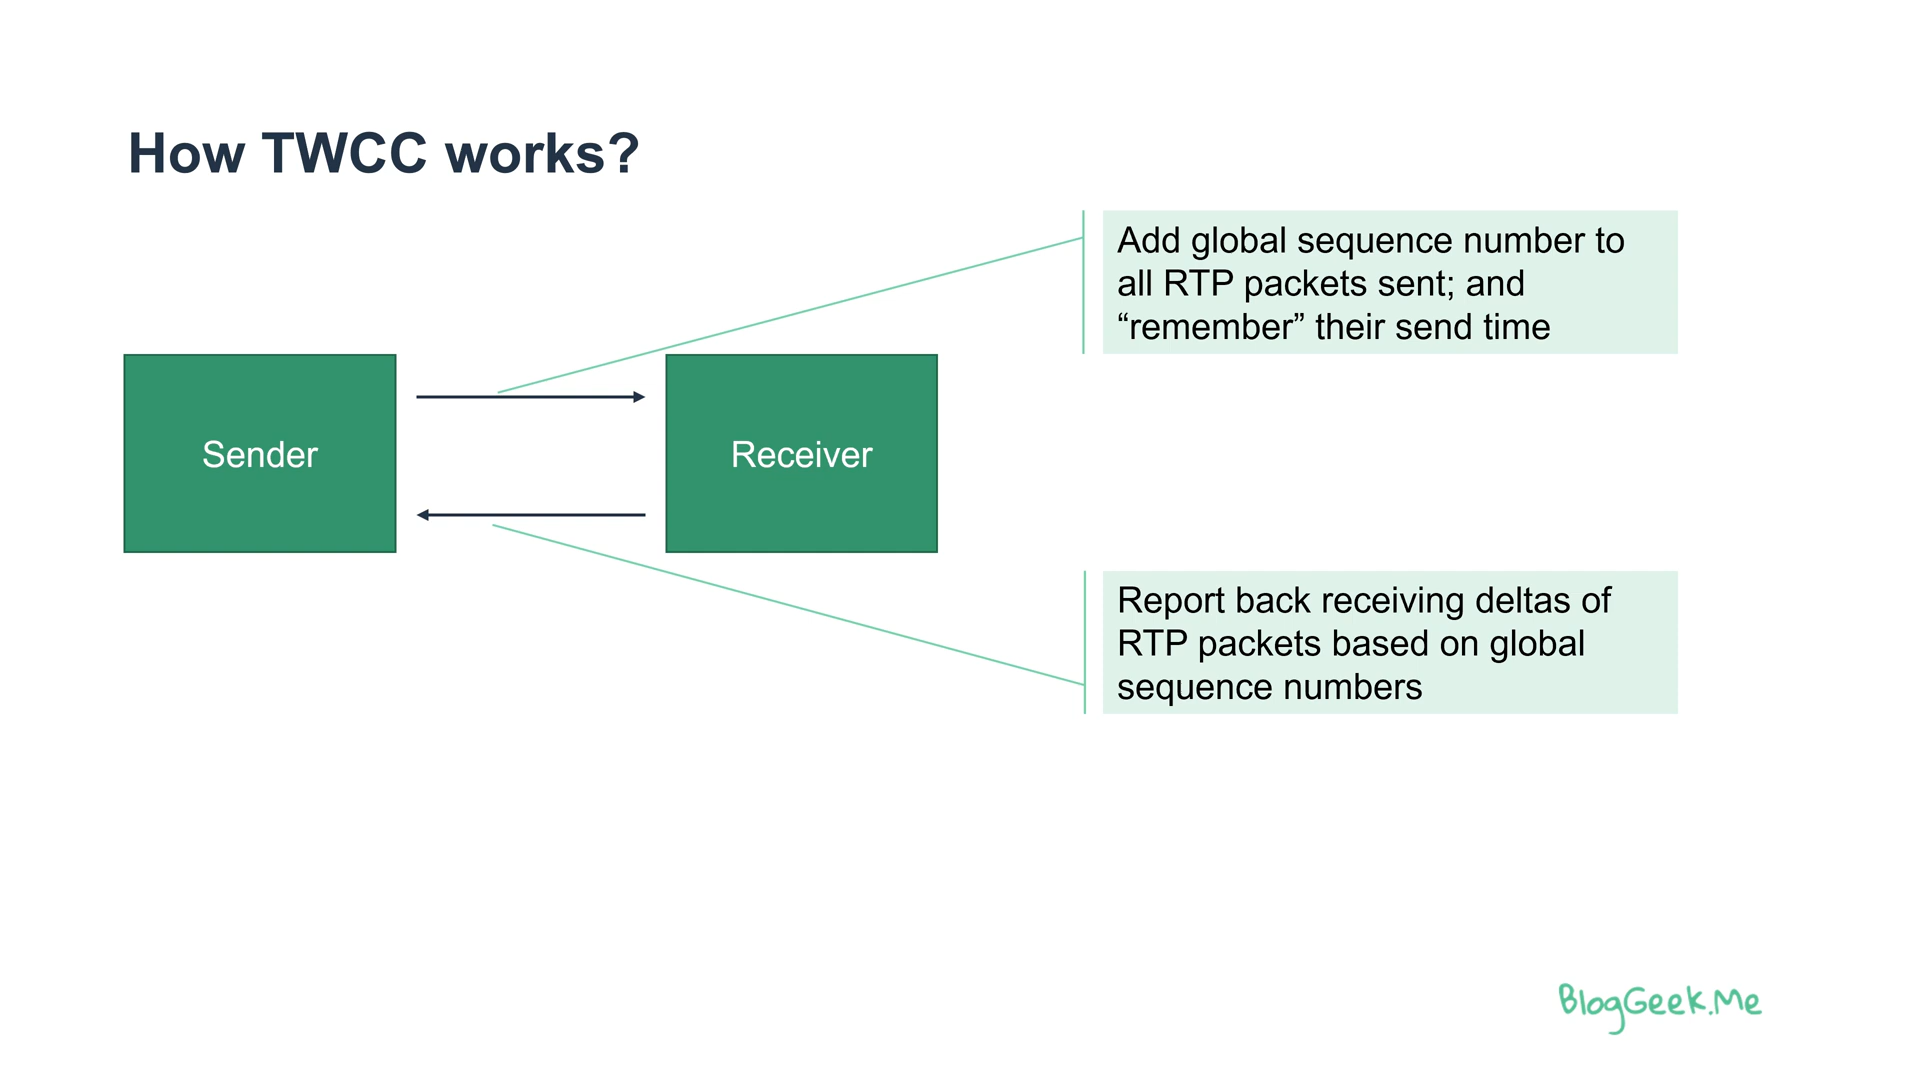 How TWCC works?
Add global sequence number to
all RTP packets sent; and
“remember” their send time
Sender
Receiver
Report back receiving deltas of
RTP packets based on global
sequence numbers
BlogGeek.Me